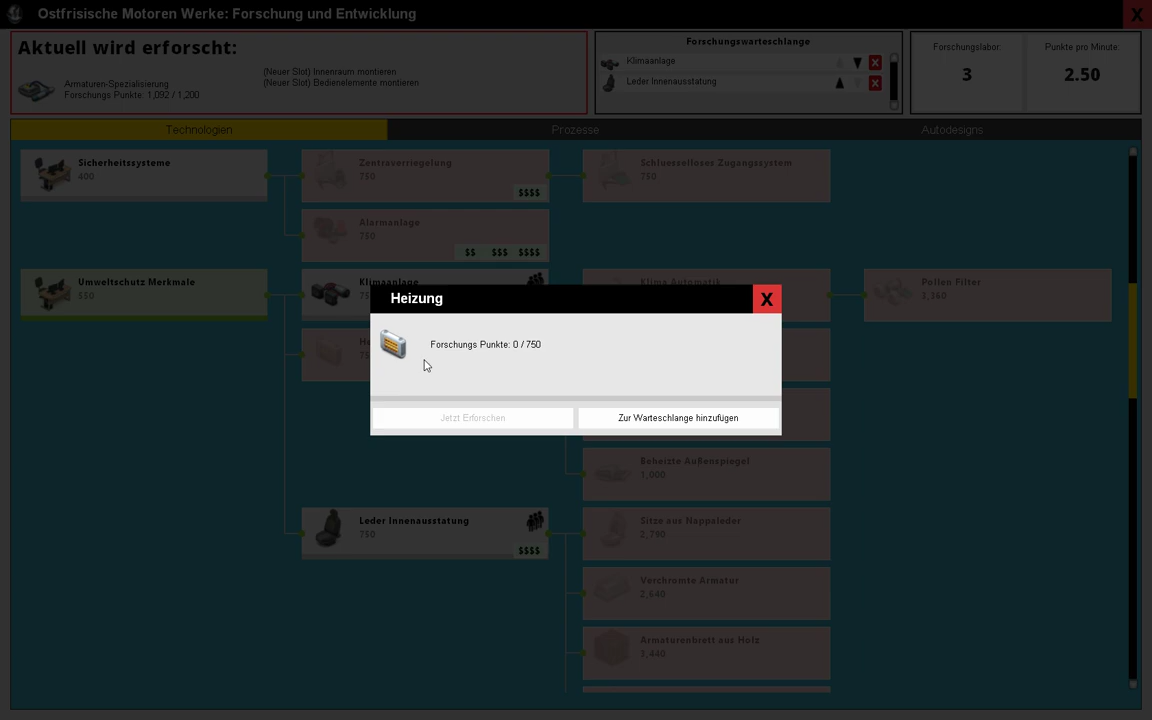 Ostfrisische Motoren Werke: Forschung und Entwicklung
X
Aktuell wird erforscht:
Armaturen-Spezialisierung
Forschungs Punkte: 1,092 / 1,200
(Neuer Slot) Innenraum montieren
(Neuer Slot) Bedienelemente montieren
Forschungswarteschlange
Klimaanlage
X
Leder Innenausstattung
X
Forschungslabor:
3
Punkte pro Minute:
2.50
Technologien
Prozesse
Autodesigns
Sicherheitssysteme
400
Zentralverriegelung
750
$$$$
Schluesselloses Zugangssystem
750
Alarmanlage
750
$$ $$$ $$$$
Umweltschutz Merkmale
550
Klimaanlage
Klima Automatik
Pollen Filter
3,360
Heizung
X
Forschungs Punkte: 0 / 750
Jetzt Erforschen
Zur Warteschlange hinzufügen
Beheizte Außenspiegel
1,000
Leder Innenausstattung
750
$$$$
Sitze aus Nappaleder
2,790
Verchromte Armatur
2,640
Armaturenbrett aus Holz
3,440